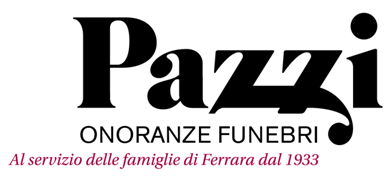 Pazzi
ONORANZE FUNEBRI
Al servizio delle famiglie di Ferrara dal 1933